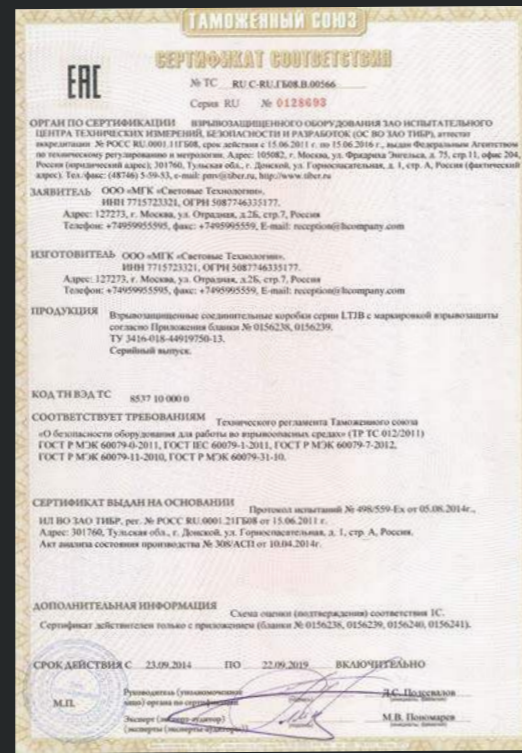 ТАМОЖЕННЫЙ СОЮЗ
СЕРТИФИКАТ СООТВЕТСТВИЯ
ЕАС
№ ТС RU C-RU.ГБ08.В.00566
Серия RU № 0128693
ОРГАН ПО СЕРТИФИКАЦИИ ВЗРЫВОЗАЩИЩЕННОГО ОБОРУДОВАНИЯ ЗАО ИСПЫТАТЕЛЬНОГО
ЦЕНТРА ТЕХНИЧЕСКИХ ИЗМЕРЕНИЙ, БЕЗОПАСНОСТИ И РАЗРАБОТОК (ОС ВО ЗАО ТИБР), аттестат
аккредитации № РОСС RU.0001.11ГБ08, срок действия с 15.06.2011 г. по 15.06.2016 г., выдан Федеральным Агентством
по техническому регулированию и метрологии. Адрес: 105082, г. Москва, ул. Фридриха Энгельса, д. 75, стр.11, офис 204,
Россия (юридический адрес); 301760, Тульская обл., г. Донской, ул. Горноспасательная, д. 1, стр. А, Россия (фактический
адрес). Тел./факс: (48746) 5-59-53, e-mail: pmv@tiber.ru, http://www.tiber.ru
ЗАЯВИТЕЛЬ ООО «МГК «Световые Технологии».
ИНН 7715723321, ОГРН 5087746335177.
Адрес: 127273, г. Москва, ул. Отрадная, д.2Б, стр.7, Россия
Телефон: +74959955595, факс: +74959955559, E-mail: reception@ltcompany.com
ИЗГОТОВИТЕЛЬ ООО «МГК «Световые Технологии».
ИНН 7715723321, ОГРН 5087746335177.
Адрес: 127273, г. Москва, ул. Отрадная, д.2Б, стр.7, Россия
Телефон: +74959955595, факс: +74959955559, E-mail: reception@ltcompany.com
ПРОДУКЦИЯ Взрывозащищенные соединительные коробки серии LTJB с маркировкой взрывозащиты
согласно Приложения бланки № 0156238, 0156239.
ТУ 3416-018-44919750-13.
Серийный выпуск.
КОД ТН ВЭД ТС 8537 10 000 0
СООТВЕТСТВУЕТ ТРЕБОВАНИЯМ Технического регламента Таможенного союза
«О безопасности оборудования для работы во взрывоопасных средах» (ТР ТС 012/2011)
ГОСТ Р МЭК 60079-0-2011, ГОСТ IEC 60079-1-2011, ГОСТ Р МЭК 60079-7-2012,
ГОСТ Р МЭК 60079-11-2010, ГОСТ Р МЭК 60079-31-10.
СЕРТИФИКАТ ВЫДАН НА ОСНОВАНИИ Протокол испытаний № 498/559-Ex от 05.08.2014г.,
ИЛ ВО ЗАО ТИБР, рег. № РОСС RU.0001.21ГБ08 от 15.06.2011 г.
Адрес: 301760, Тульская обл., г. Донской, ул. Горноспасательная, д. 1, стр. А, Россия.
Акт анализа состояния производства № 308/АСП от 10.04.2014г.
ДОПОЛНИТЕЛЬНАЯ ИНФОРМАЦИЯ Схема оценки (подтверждения) соответствия 1С.
Сертификат действителен только с приложением (бланки № 0156238, 0156239, 0156240, 0156241).
СРОК ДЕЙСТВИЯ С 23.09.2014 ПО 22.09.2019 ВКЛЮЧИТЕЛЬНО
М.П.
Руководитель (уполномоченное
лицо) органа по сертификации
Д.С. Подсевалов
Эксперт (эксперт-аудитор)
(эксперты (эксперты-аудиторы))
М.В. Пономарев